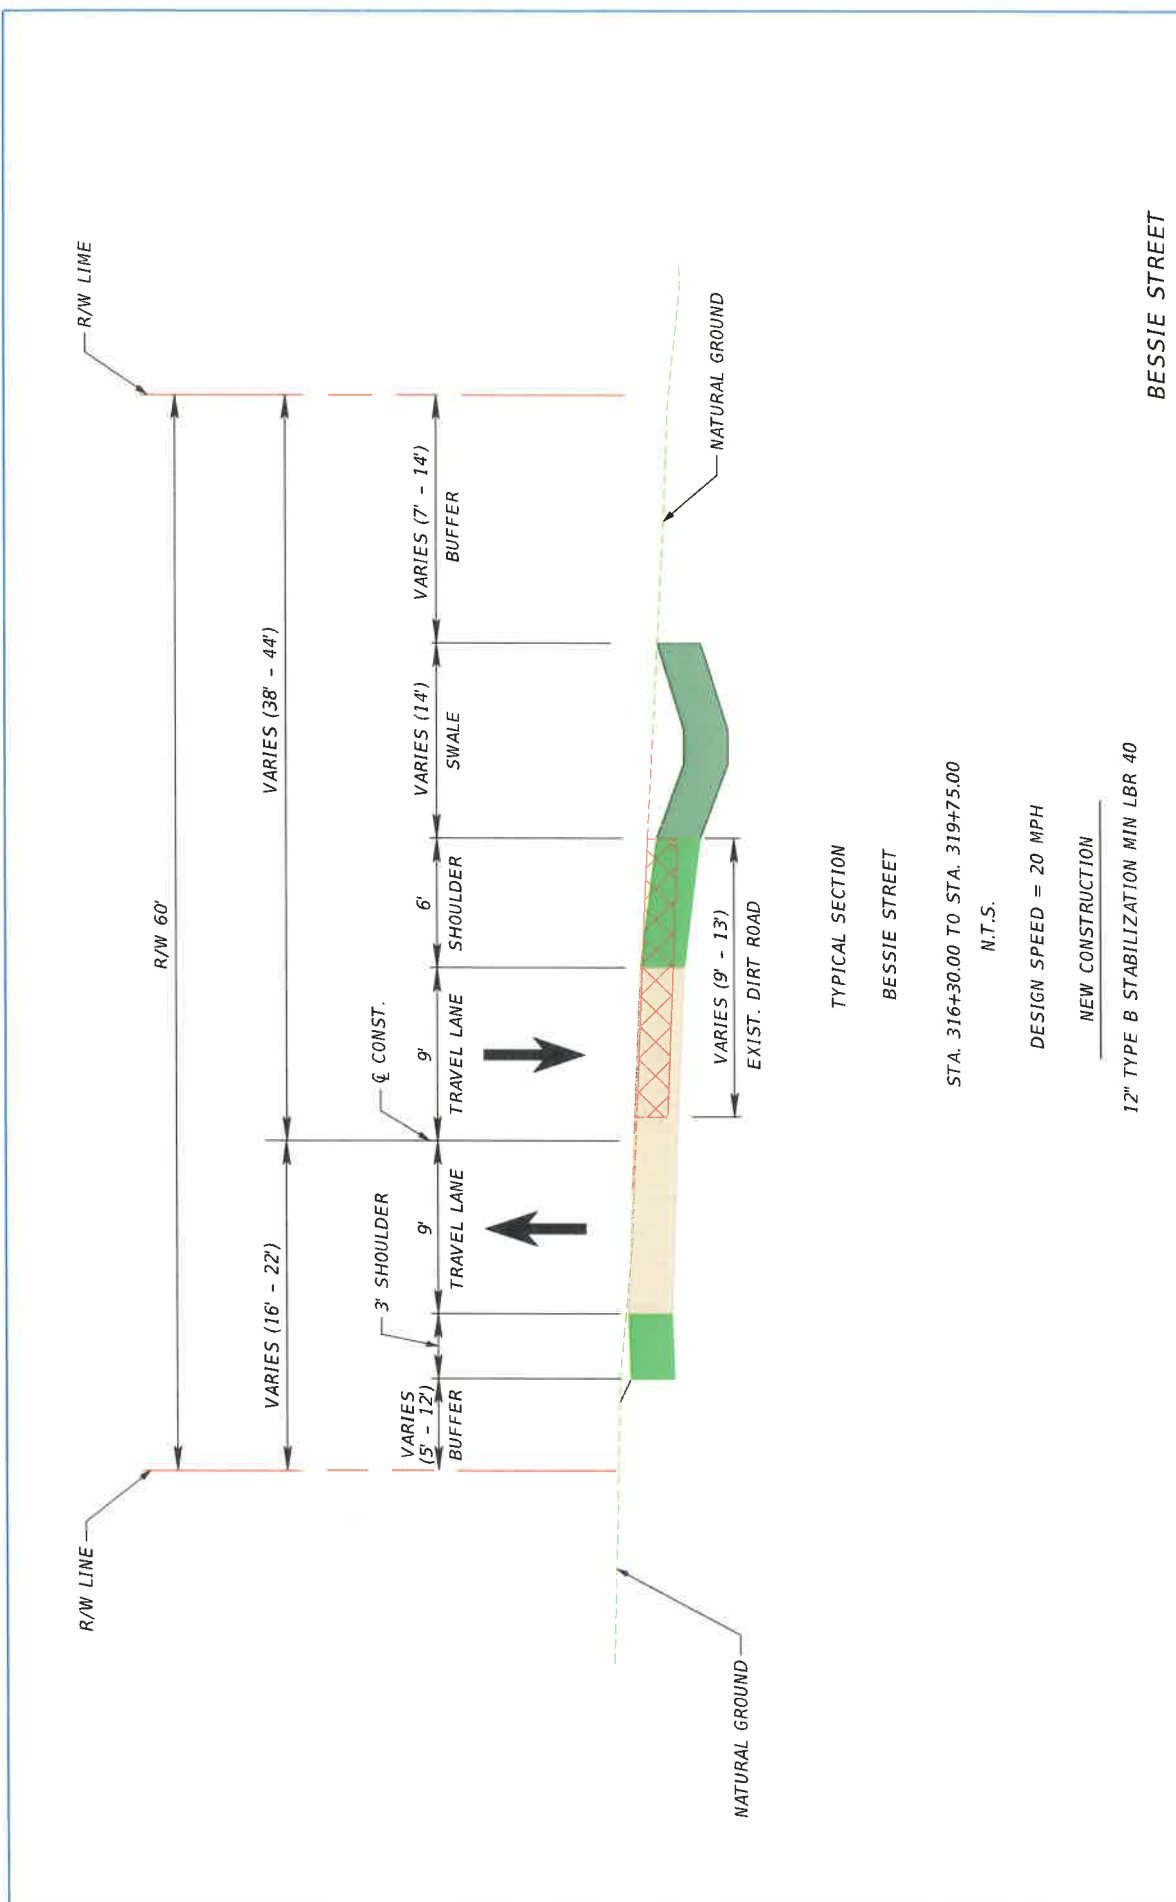 R/W LINE
R/W LIME
R/W 60'
VARIES (16' - 22')
VARIES (38' - 44')
3' SHOULDER
℄ CONST.
VARIES
(5' - 12')
BUFFER
9'
TRAVEL LANE
9'
TRAVEL LANE
6'
SHOULDER
VARIES (14')
SWALE
VARIES (7' - 14')
BUFFER
NATURAL GROUND
NATURAL GROUND
VARIES (9' - 13')
EXIST. DIRT ROAD
TYPICAL SECTION
BESSIE STREET
STA. 316+30.00 TO STA. 319+75.00
N.T.S.
DESIGN SPEED = 20 MPH
NEW CONSTRUCTION
12" TYPE B STABILIZATION MIN LBR 40
BESSIE STREET